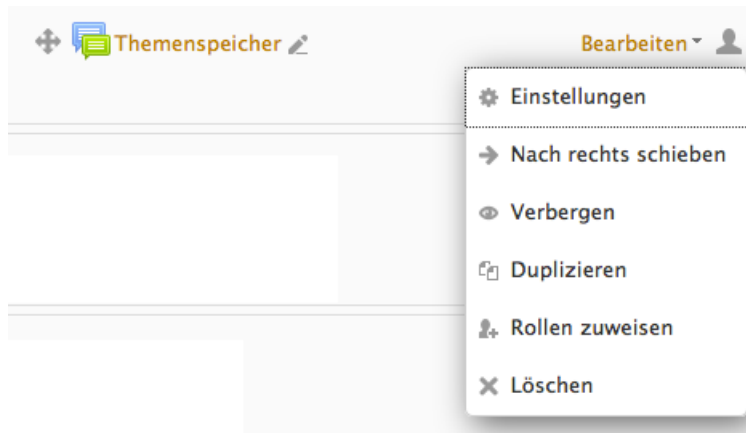 Themenspeicher
Bearbeiten
Einstellungen
Nach rechts schieben
Verbergen
Duplizieren
Rollen zuweisen
Löschen